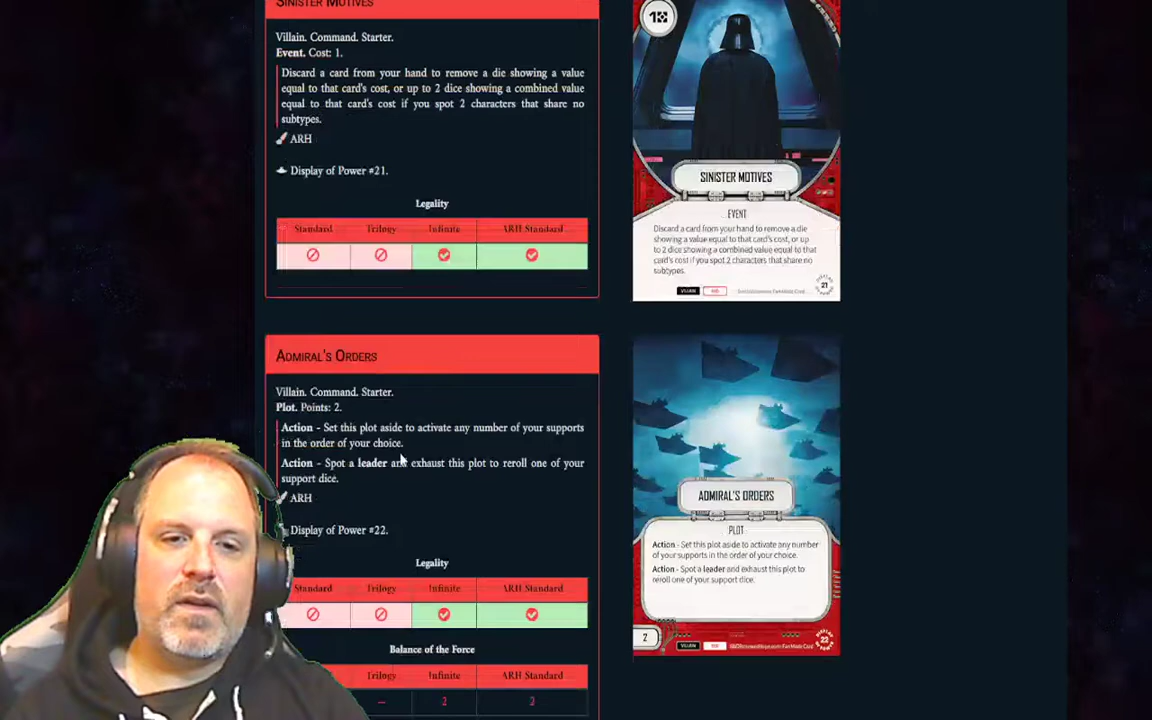 SINISTER MOTIVES
Villain. Command. Starter.
Event. Cost: 1.
Discard a card from your hand to remove a die showing a value
equal to that card's cost, or up to 2 dice showing a combined value
equal to that card's cost if you spot 2 characters that share no
subtypes.
ARH
Display of Power #21.
Legality
Standard Trilogy Infinite ARH Standard
1
SINISTER MOTIVES
EVENT
Discard a card from your hand to remove a die
showing a value equal to that card's cost, or up
to 2 dice showing a combined value equal to that
card's cost if you spot 2 characters that share no
subtypes.
VILLAIN
21
ADMIRAL'S ORDERS
Villain. Command. Starter.
Plot. Points: 2.
Action - Set this plot aside to activate any number of your supports
in the order of your choice.
Action - Spot a leader and exhaust this plot to reroll one of your
support dice.
ARH
Display of Power #22.
Legality
Standard Trilogy Infinite ARH Standard
Balance of the Force
Trilogy Infinite ARH Standard
– 2 2
ADMIRAL'S ORDERS
PLOT
Action - Set this plot aside to activate any number
of your supports in the order of your choice.
Action - Spot a leader and exhaust this plot to
reroll one of your support dice.
2
VILLAIN
22